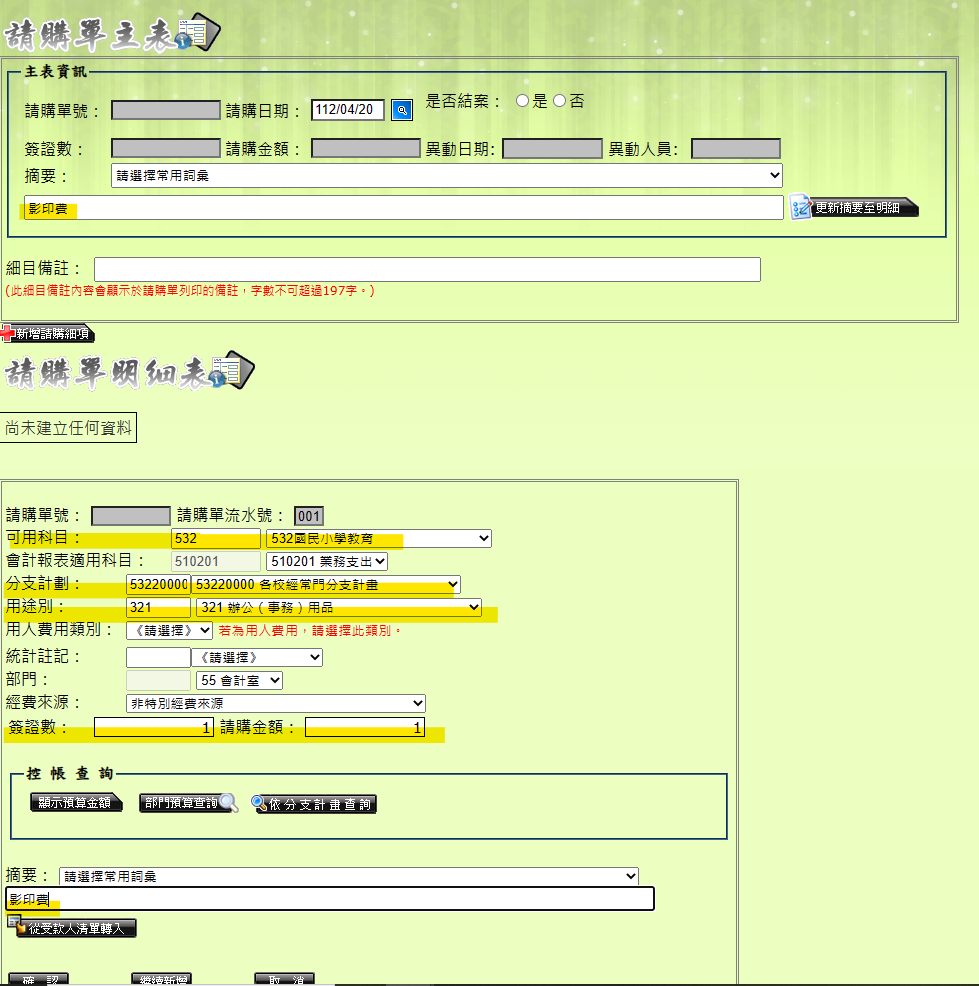 請購單主表
主表資訊
請購單號： 請購日期： 112/04/20 是否結案： 是 否
簽證數： 請購金額： 異動日期: 異動人員:
摘要： 請選擇常用詞彙
影印費 更新摘要至明細
細目備註：
(此細目備註內容會顯示於請購單列印的備註，字數不可超過197字。)
新增請購細項
請購單明細表
尚未建立任何資料
請購單號： 請購單流水號： 001
可用科目： 532 532國民小學教育
會計報表適用科目： 510201 510201 業務支出
分支計劃： 53220000 53220000 各校經常門分支計畫
用途別： 321 321 辦公（事務）用品
用人費用類別： 《請選擇》 若為用人費用，請選擇此類別。
統計註記： 《請選擇》
部門： 55 會計室
經費來源： 非特別經費來源
簽證數： 1 請購金額： 1
控帳查詢
顯示預算金額 部門預算查詢 依分支計畫查詢
摘要： 請選擇常用詞彙
影印費
從受款人清單轉入
確 認 繼續新增 取 消